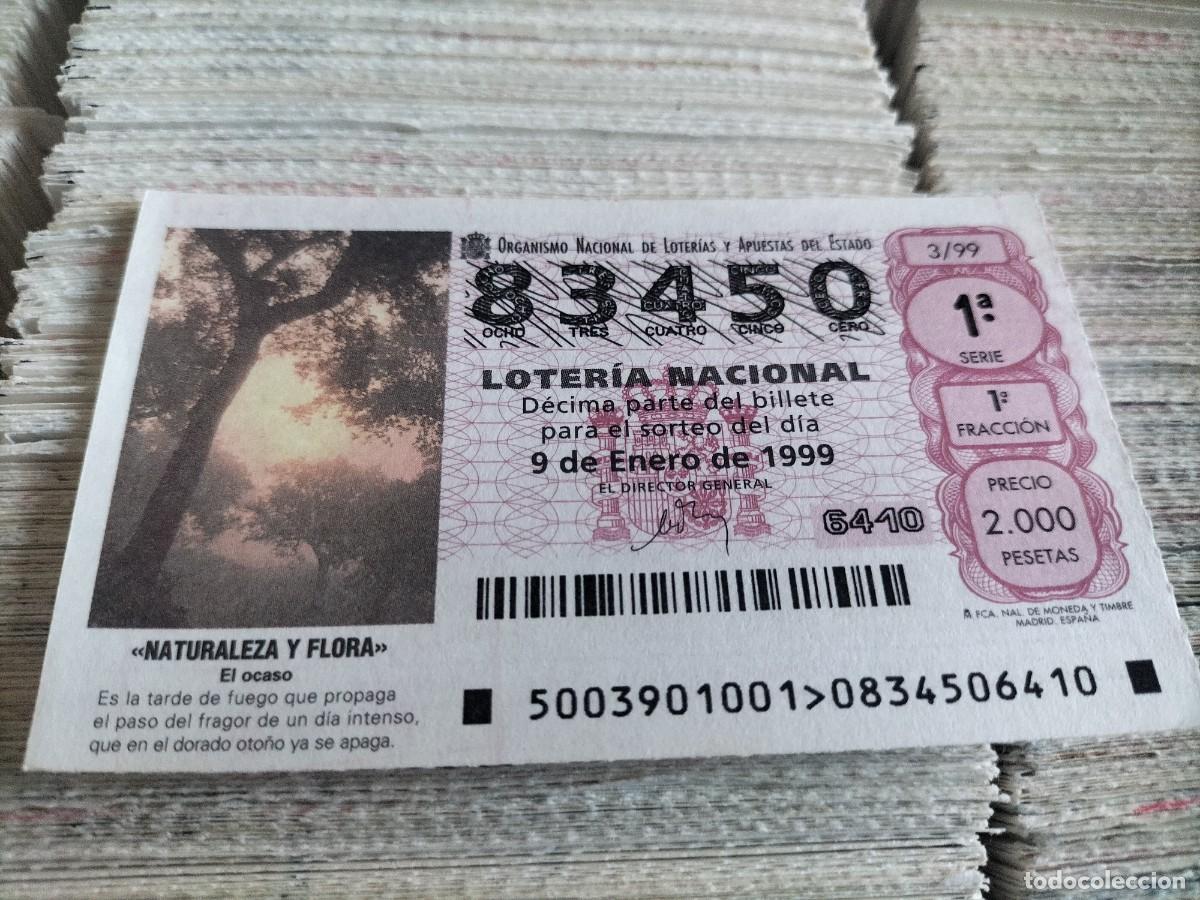 ORGANISMO NACIONAL DE LOTERÍAS Y APUESTAS DEL ESTADO
83450
OCHO TRES CUATRO CINCO CERO
LOTERÍA NACIONAL
Décima parte del billete
para el sorteo del día
9 de Enero de 1999
EL DIRECTOR GENERAL
6410
3/99
1ª
SERIE
1ª
FRACCIÓN
PRECIO
2.000
PESETAS
FCA. NAL. DE MONEDA Y TIMBRE
MADRID. ESPAÑA
5003901001>0834506410
«NATURALEZA Y FLORA»
El ocaso
Es la tarde de fuego que propaga
el paso del fragor de un día intenso,
que en el dorado otoño ya se apaga.
todocoleccion